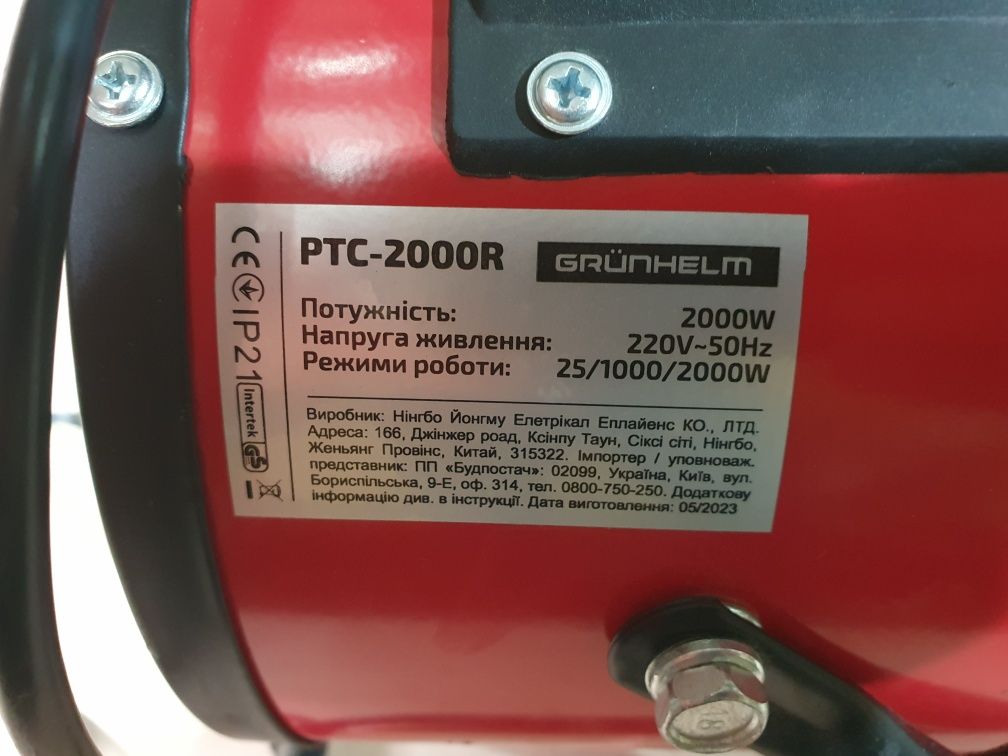 PTC-2000R GRÜNHELM
Потужність: 2000W
Напруга живлення: 220V~50Hz
Режими роботи: 25/1000/2000W
Виробник: Нінгбо Йонгму Елетрікал Еплайенс КО., ЛТД.
Адреса: 166, Джінжер роад, Ксінпу Таун, Сіксі сіті, Нінгбо,
Женьянг Провінс, Китай, 315322. Імпортер / уповноваж.
представник: ПП «Будпостач»: 02099, Україна, Київ, вул.
Бориспільська, 9-Е, оф. 314, тел. 0800-750-250. Додаткову
інформацію див. в інструкції. Дата виготовлення: 05/2023
CE
IP21
Intertek
GS
8